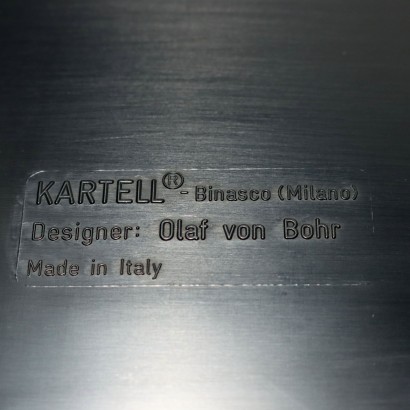 KARTELL® - Binasco (Milano)
Designer: Olaf von Bohr
Made in Italy